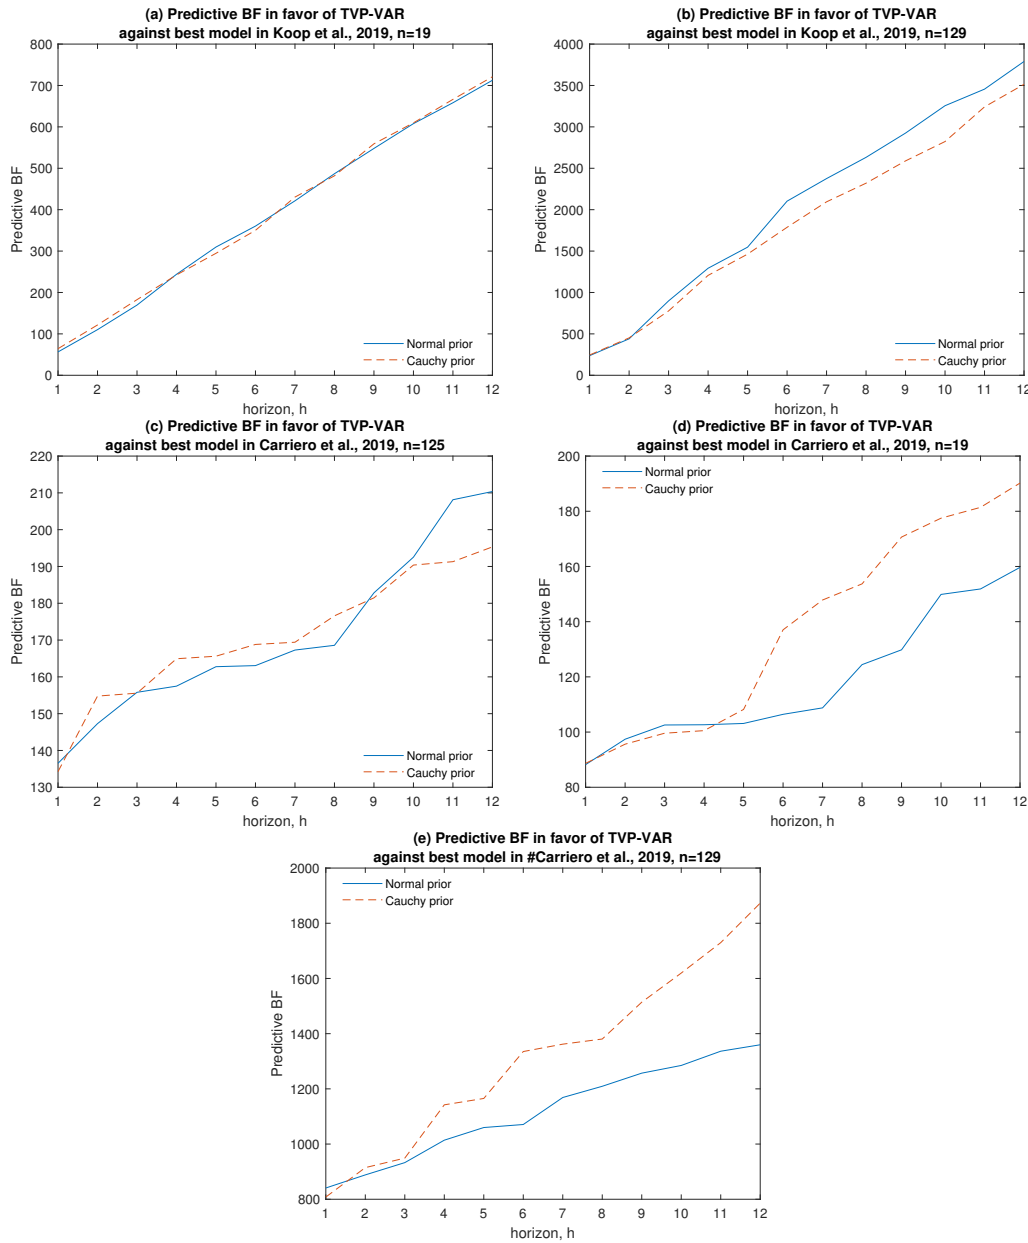 (a) Predictive BF in favor of TVP-VAR
against best model in Koop et al., 2019, n=19
800
700
600
500
400
300
200
100
0
Predictive BF
Normal prior
Cauchy prior
1 2 3 4 5 6 7 8 9 10 11 12
horizon, h
(b) Predictive BF in favor of TVP-VAR
against best model in Koop et al., 2019, n=129
4000
3500
3000
2500
2000
1500
1000
500
0
Predictive BF
Normal prior
Cauchy prior
1 2 3 4 5 6 7 8 9 10 11 12
horizon, h
(c) Predictive BF in favor of TVP-VAR
against best model in Carriero et al., 2019, n=125
220
210
200
190
180
170
160
150
140
130
Predictive BF
Normal prior
Cauchy prior
1 2 3 4 5 6 7 8 9 10 11 12
horizon, h
(d) Predictive BF in favor of TVP-VAR
against best model in Carriero et al., 2019, n=19
200
180
160
140
120
100
80
Predictive BF
Normal prior
Cauchy prior
1 2 3 4 5 6 7 8 9 10 11 12
horizon, h
(e) Predictive BF in favor of TVP-VAR
against best model in #Carriero et al., 2019, n=129
2000
1800
1600
1400
1200
1000
800
Predictive BF
Normal prior
Cauchy prior
1 2 3 4 5 6 7 8 9 10 11 12
horizon, h